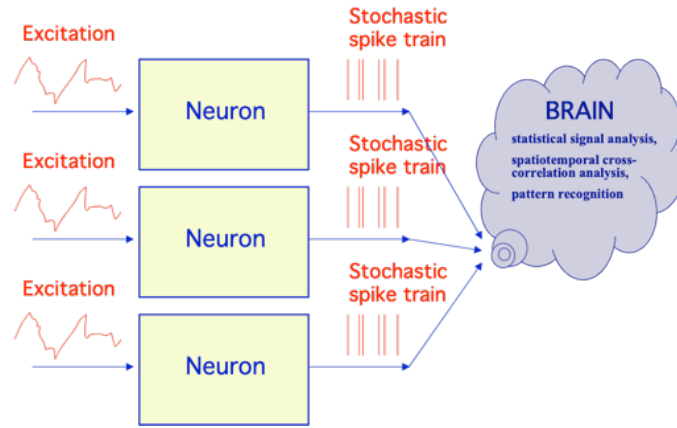 Excitation
Neuron
Stochastic
spike train
Excitation
Neuron
Stochastic
spike train
Excitation
Neuron
Stochastic
spike train
BRAIN
statistical signal analysis,
spatiotemporal cross-
correlation analysis,
pattern recognition